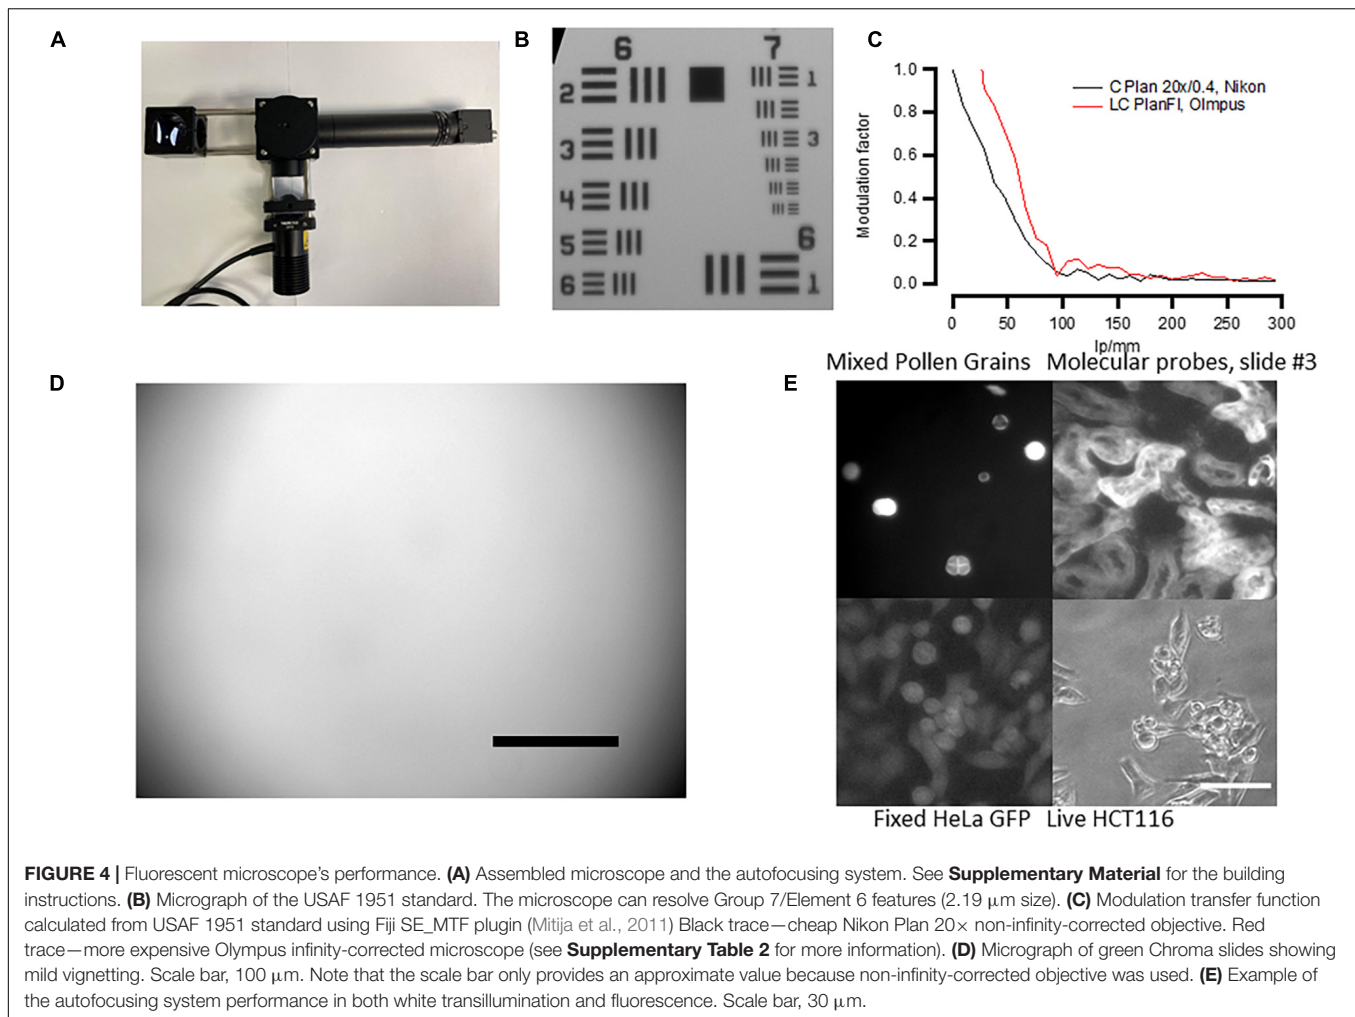 A
B
C
6
7
2
1
3
3
4
5
6
6
1
1.0
0.8
0.6
0.4
0.2
0.0
Modulation factor
C Plan 20x/0.4, Nikon
LC PlanFl, Olmpus
0 50 100 150 200 250 300
lp/mm
D
E
Mixed Pollen Grains Molecular probes, slide #3
Fixed HeLa GFP Live HCT116
FIGURE 4 | Fluorescent microscope's performance. (A) Assembled microscope and the autofocusing system. See Supplementary Material for the building
instructions. (B) Micrograph of the USAF 1951 standard. The microscope can resolve Group 7/Element 6 features (2.19 μm size). (C) Modulation transfer function
calculated from USAF 1951 standard using Fiji SE_MTF plugin (Mitija et al., 2011) Black trace—cheap Nikon Plan 20× non-infinity-corrected objective. Red
trace—more expensive Olympus infinity-corrected microscope (see Supplementary Table 2 for more information). (D) Micrograph of green Chroma slides showing
mild vignetting. Scale bar, 100 μm. Note that the scale bar only provides an approximate value because non-infinity-corrected objective was used. (E) Example of
the autofocusing system performance in both white transillumination and fluorescence. Scale bar, 30 μm.